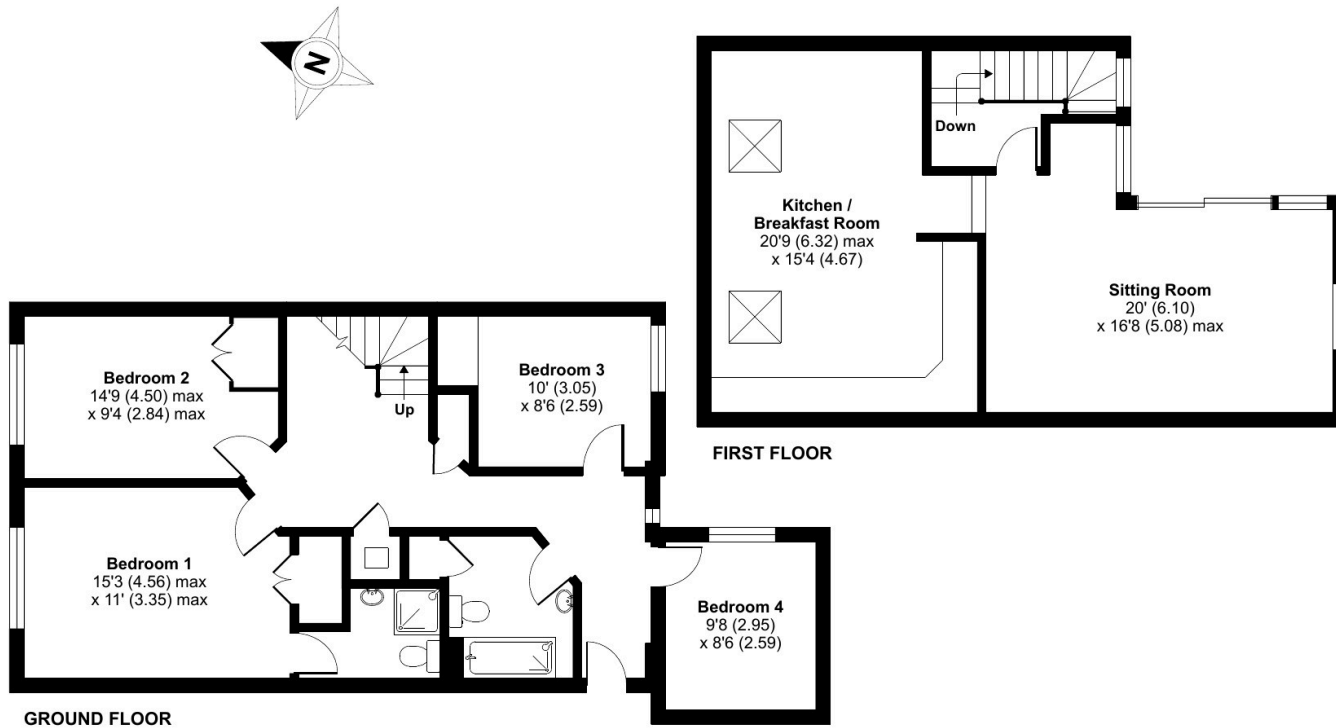 N
Down
Kitchen /
Breakfast Room
20'9 (6.32) max
x 15'4 (4.67)
Sitting Room
20' (6.10)
x 16'8 (5.08) max
FIRST FLOOR
Bedroom 2
14'9 (4.50) max
x 9'4 (2.84) max
Up
Bedroom 3
10' (3.05)
x 8'6 (2.59)
Bedroom 1
15'3 (4.56) max
x 11' (3.35) max
Bedroom 4
9'8 (2.95)
x 8'6 (2.59)
GROUND FLOOR